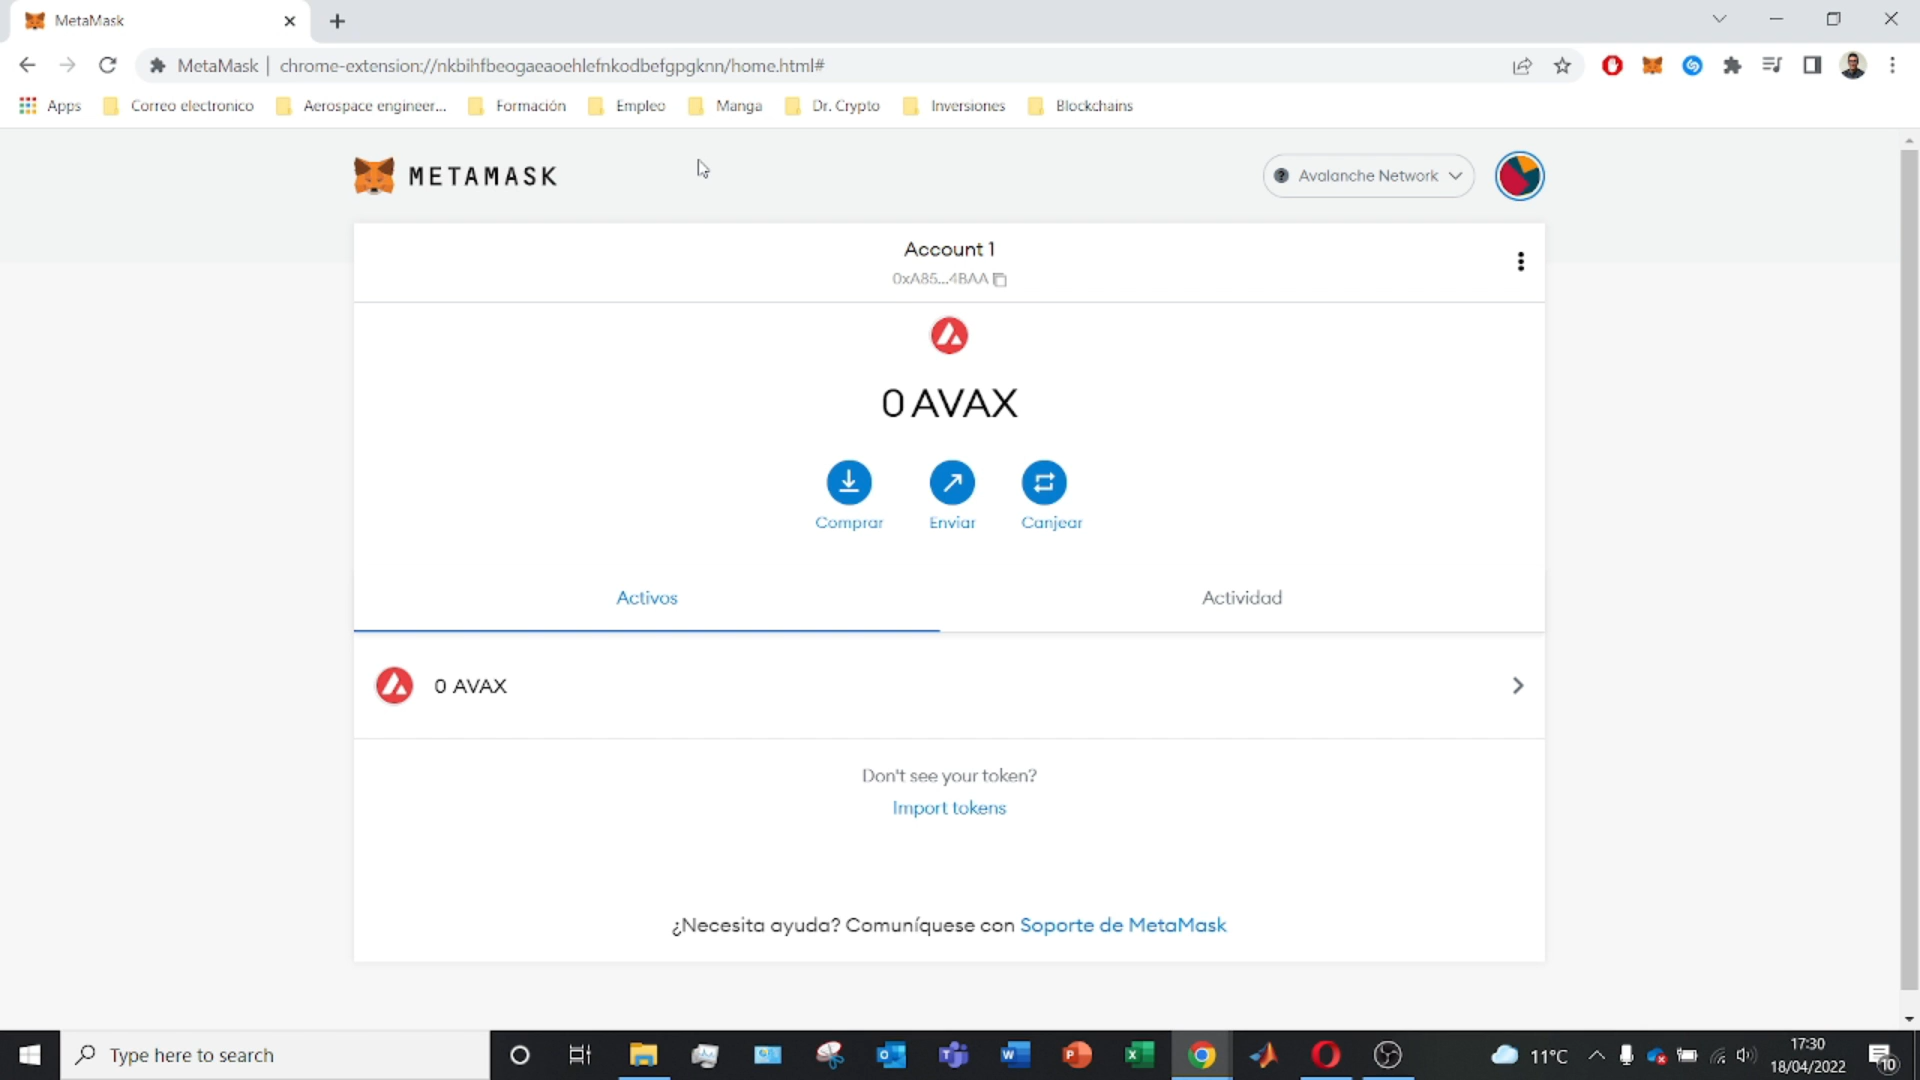 MetaMask
MetaMask | chrome-extension://nkbihfbeogaeaoehlefnkodbefgpgknn/home.html#
Apps
Correo electronico
Aerospace engineer...
Formación
Empleo
Manga
Dr. Crypto
Inversiones
Blockchains
METAMASK
Avalanche Network
Account 1
0xA85...4BAA
0 AVAX
Comprar
Enviar
Canjear
Activos
Actividad
0 AVAX
Don't see your token?
Import tokens
¿Necesita ayuda? Comuníquese con Soporte de MetaMask
Type here to search
11°C
17:30
18/04/2022
10